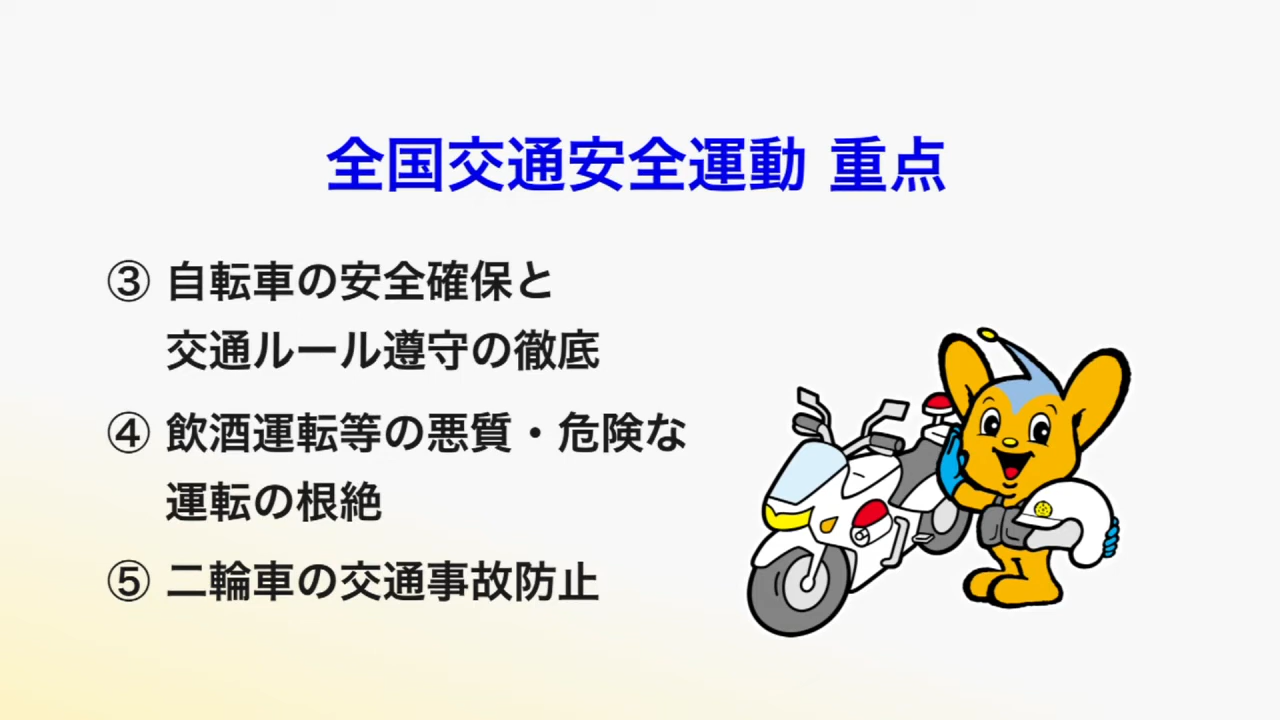 全国交通安全運動 重点
③ 自転車の安全確保と
交通ルール遵守の徹底
④ 飲酒運転等の悪質・危険な
運転の根絶
⑤ 二輪車の交通事故防止